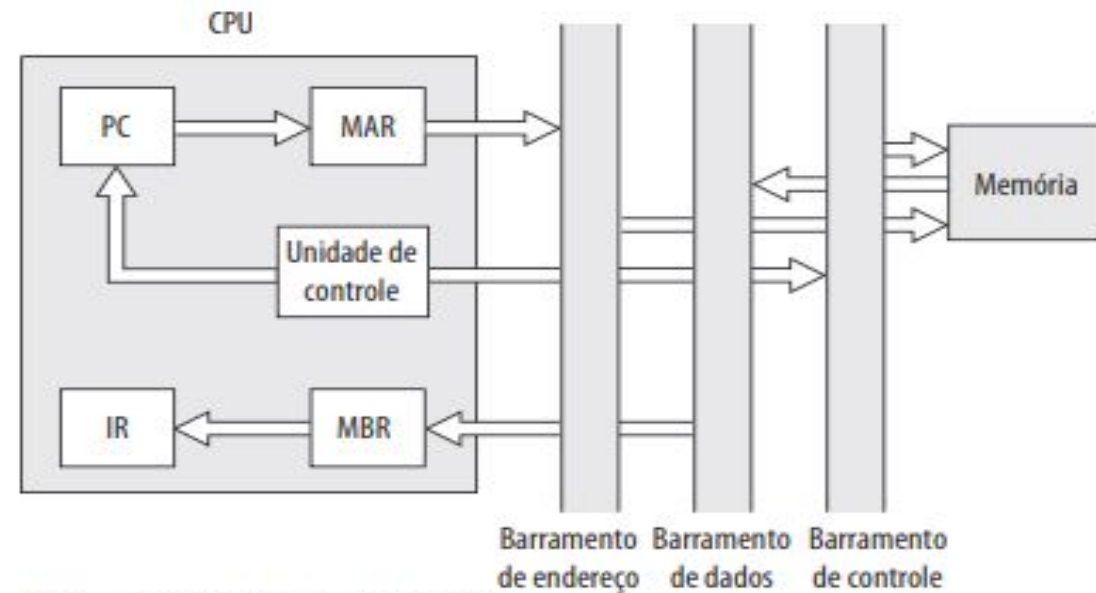 CPU
PC
MAR
Memória
Unidade de
controle
IR
MBR
Barramento Barramento Barramento
de endereço de dados de controle